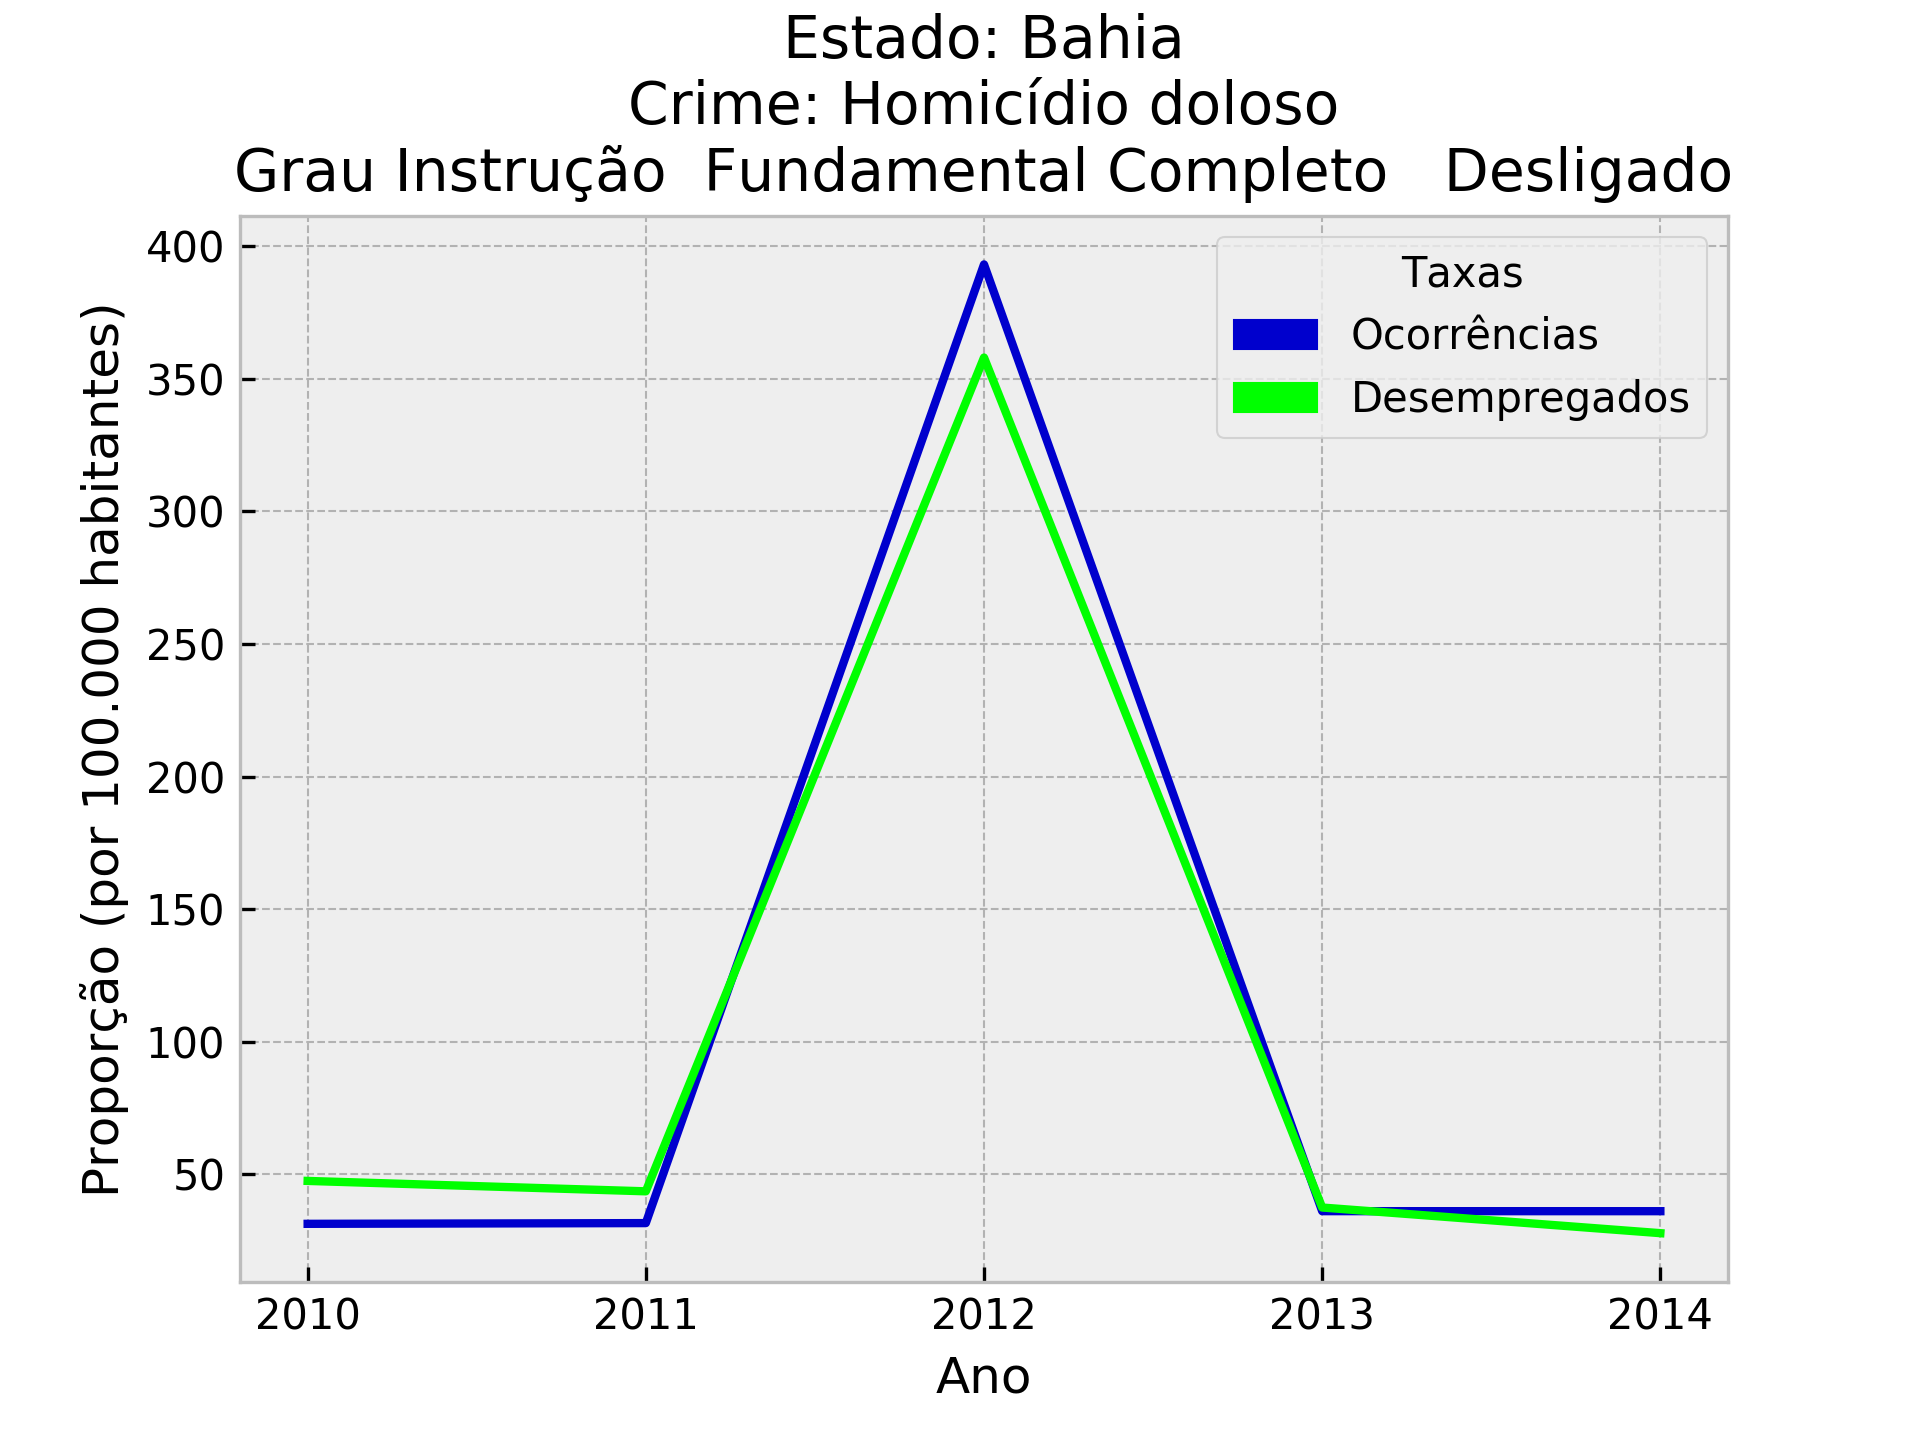 Estado: Bahia
Crime: Homicídio doloso
Grau Instrução  Fundamental Completo   Desligado
Proporção (por 100.000 habitantes)
400
350
300
250
200
150
100
50
Taxas
Ocorrências
Desempregados
2010 2011 2012 2013 2014
Ano